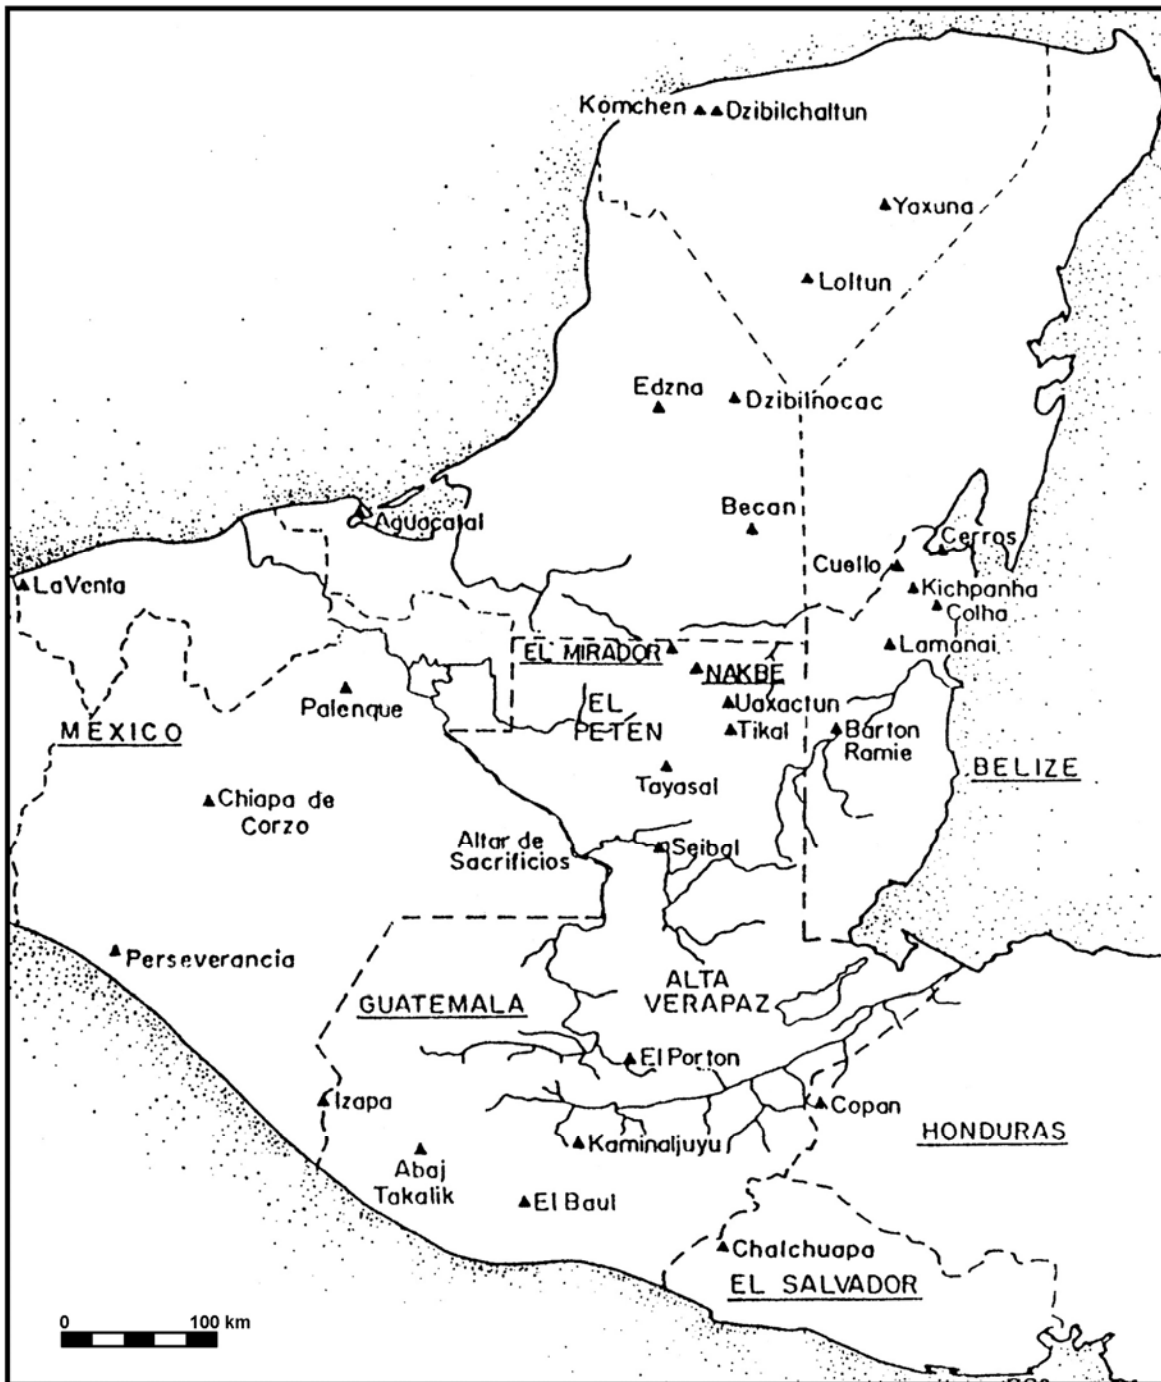 Komchen
Dzibilchaltun
Yaxuna
Loltun
Edzna
Dzibilnocac
Becan
Aguacatal
Cerros
Cuello
La Venta
Kichpanha
Colha
Lamanai
EL MIRADOR
NAKBE
Palenque
EL
PETEN
Uaxactun
Tikal
Barton
Ramie
MEXICO
BELIZE
Tayasal
Chiapa de
Corzo
Altar de
Sacrificios
Seibal
Perseverancia
ALTA
VERAPAZ
GUATEMALA
El Porton
Izapa
Copan
HONDURAS
Kaminaljuyu
Abaj
Takalik
El Baul
Chalchuapa
EL SALVADOR
0 100 km